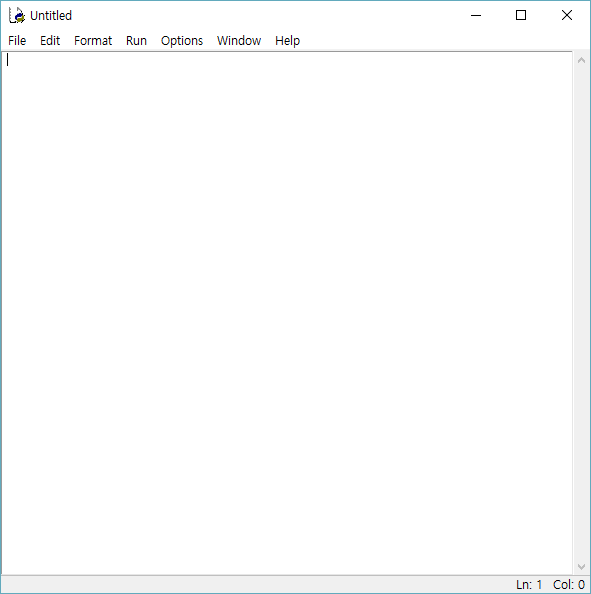 Untitled
File Edit Format Run Options Window Help
Ln: 1 Col: 0